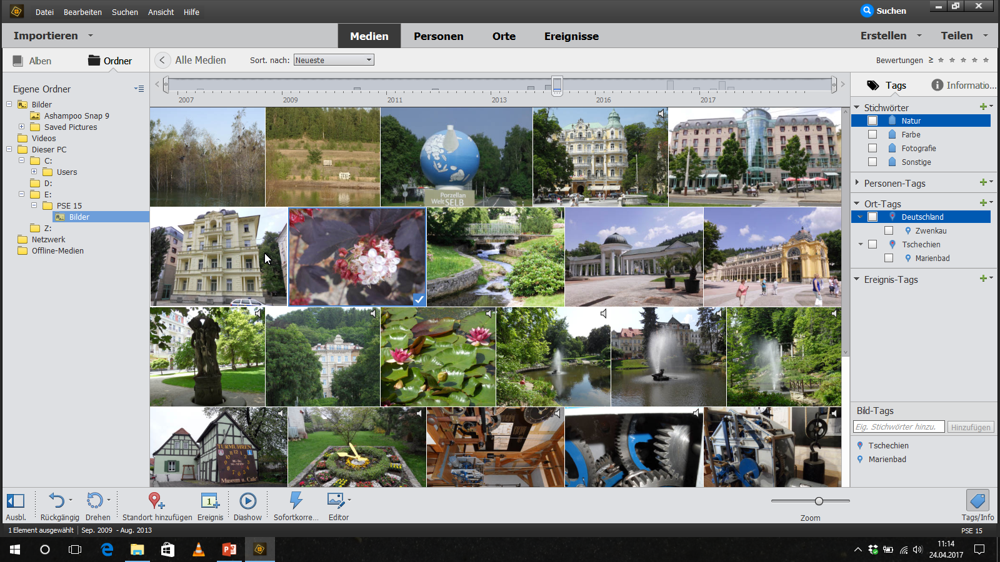 Datei Bearbeiten Suchen Ansicht Hilfe Suchen
Importieren Medien Personen Orte Ereignisse Erstellen Teilen
Alben Ordner Alle Medien Sort. nach: Neueste Bewertungen ≥
2007 2009 2011 2013 2016 2017
Tags Informatio...
Eigene Ordner
Bilder
Ashampoo Snap 9
Saved Pictures
Videos
Dieser PC
C:
Users
D:
E:
PSE 15
Bilder
Z:
Netzwerk
Offline-Medien
Porzellan
Welt SELB
TURMUHREN
Museum u. Cafe'
Stichwörter
Natur
Farbe
Fotografie
Sonstige
Personen-Tags
Ort-Tags
Deutschland
Zwenkau
Tschechien
Marienbad
Ereignis-Tags
Bild-Tags
Eig. Stichwörter hinzu. Hinzufügen
Tschechien
Marienbad
1
Ausbl. Rückgängig Drehen Standort hinzufügen Ereignis Diashow Sofortkorre... Editor Zoom Tags/Info
1 Element ausgewählt Sep. 2009 - Aug. 2013 PSE 15
11:14
24.04.2017